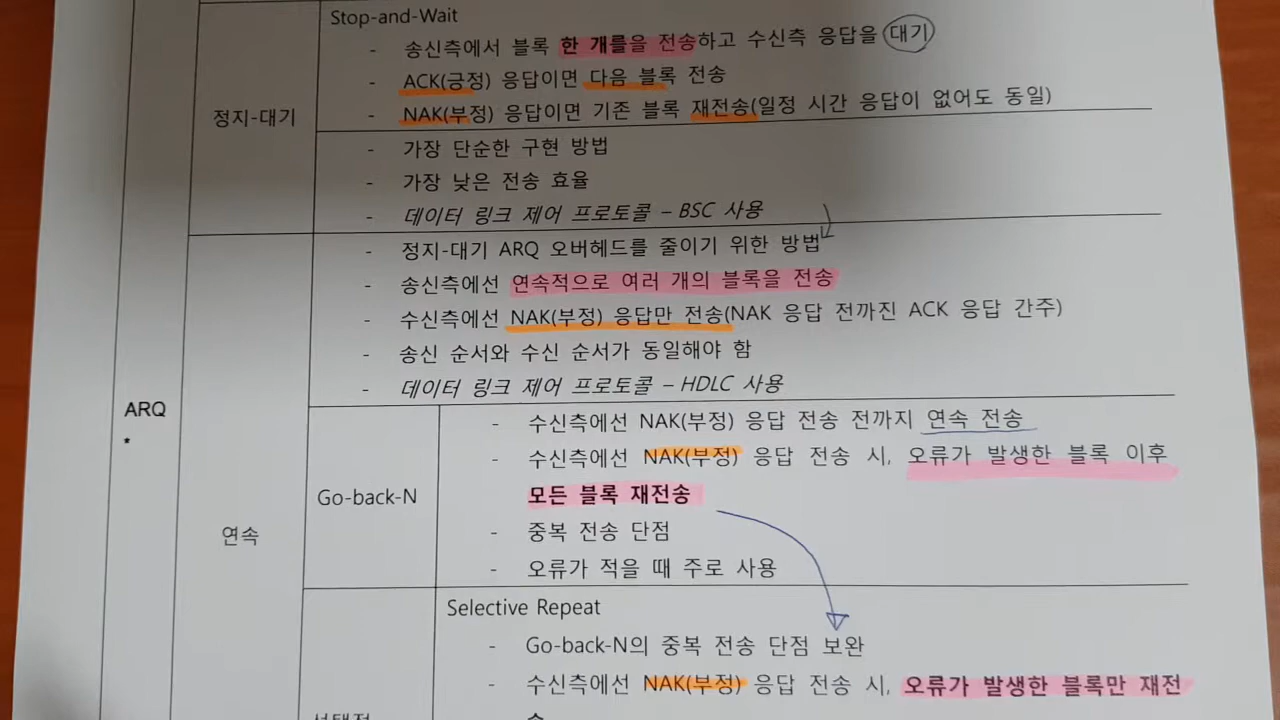 Stop-and-Wait
- 송신측에서 블록 한 개를을 전송하고 수신측 응답을 대기
- ACK(긍정) 응답이면 다음 블록 전송
- NAK(부정) 응답이면 기존 블록 재전송(일정 시간 응답이 없어도 동일)
정지-대기
- 가장 단순한 구현 방법
- 가장 낮은 전송 효율
- 데이터 링크 제어 프로토콜 – BSC 사용
- 정지-대기 ARQ 오버헤드를 줄이기 위한 방법
- 송신측에선 연속적으로 여러 개의 블록을 전송
- 수신측에선 NAK(부정) 응답만 전송(NAK 응답 전까진 ACK 응답 간주)
- 송신 순서와 수신 순서가 동일해야 함
- 데이터 링크 제어 프로토콜 – HDLC 사용
ARQ
*
연속
Go-back-N
- 수신측에선 NAK(부정) 응답 전송 전까지 연속 전송
- 수신측에선 NAK(부정) 응답 전송 시, 오류가 발생한 블록 이후
모든 블록 재전송
- 중복 전송 단점
- 오류가 적을 때 주로 사용
Selective Repeat
- Go-back-N의 중복 전송 단점 보완
- 수신측에선 NAK(부정) 응답 전송 시, 오류가 발생한 블록만 재전